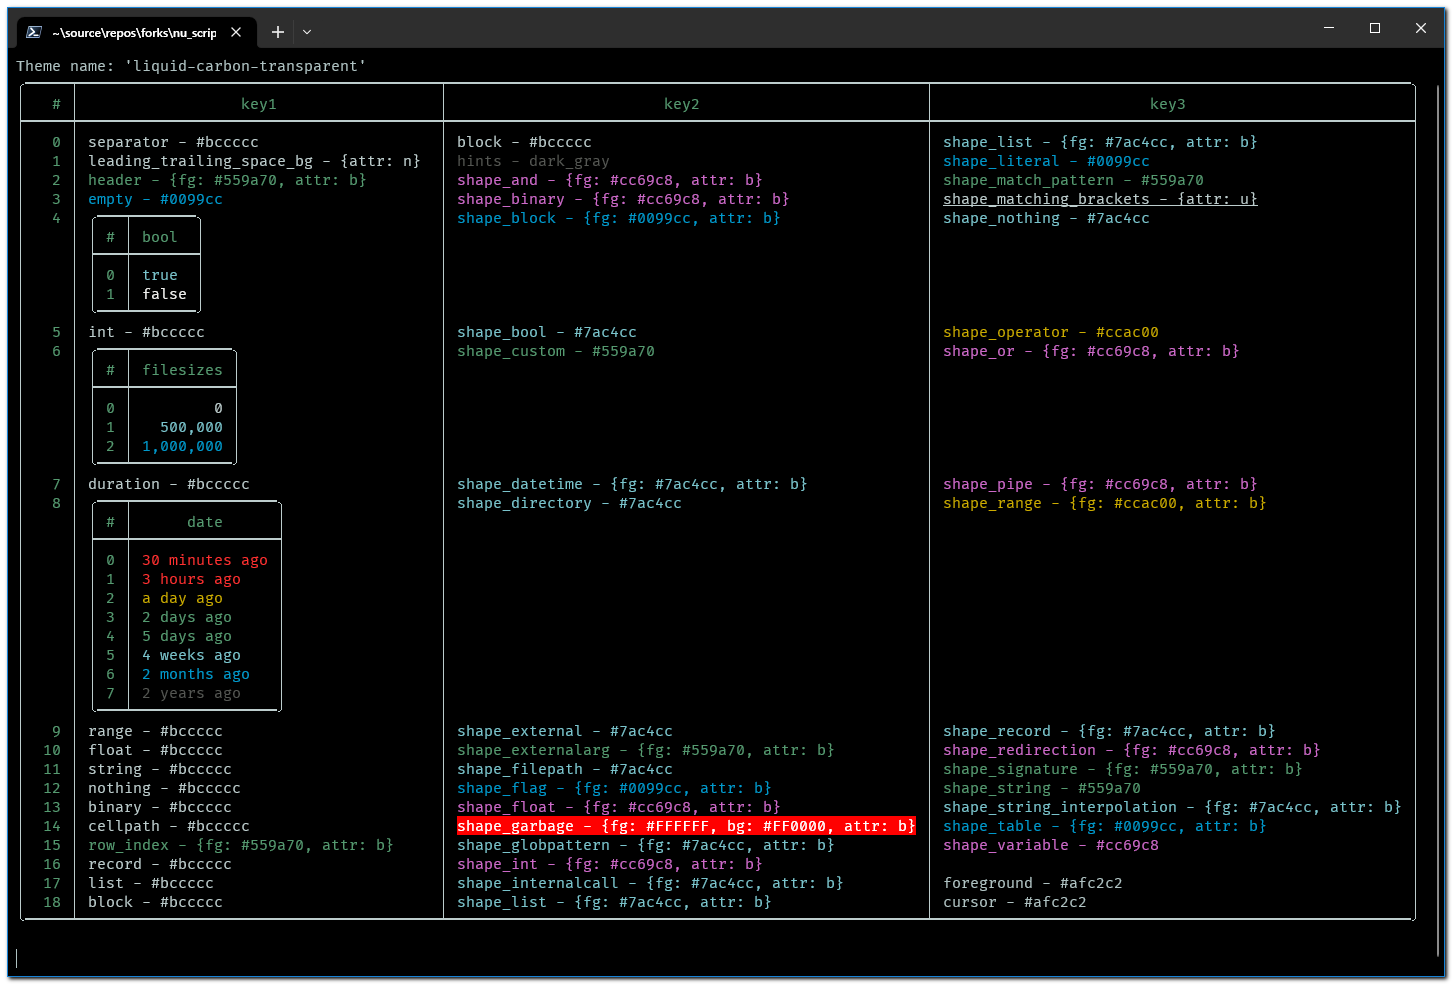 ~\source\repos\forks\nu_scrip
Theme name: 'liquid-carbon-transparent'
# key1 key2 key3
0 separator - #bccccc block - #bccccc shape_list - {fg: #7ac4cc, attr: b}
1 leading_trailing_space_bg - {attr: n} hints - dark_gray shape_literal - #0099cc
2 header - {fg: #559a70, attr: b} shape_and - {fg: #cc69c8, attr: b} shape_match_pattern - #559a70
3 empty - #0099cc shape_binary - {fg: #cc69c8, attr: b} shape_matching_brackets - {attr: u}
4 shape_block - {fg: #0099cc, attr: b} shape_nothing - #7ac4cc
# bool
0 true
1 false
5 int - #bccccc shape_bool - #7ac4cc shape_operator - #ccac00
6 shape_custom - #559a70 shape_or - {fg: #cc69c8, attr: b}
# filesizes
0 0
1 500,000
2 1,000,000
7 duration - #bccccc shape_datetime - {fg: #7ac4cc, attr: b} shape_pipe - {fg: #cc69c8, attr: b}
8 shape_directory - #7ac4cc shape_range - {fg: #ccac00, attr: b}
# date
0 30 minutes ago
1 3 hours ago
2 a day ago
3 2 days ago
4 5 days ago
5 4 weeks ago
6 2 months ago
7 2 years ago
9 range - #bccccc shape_external - #7ac4cc shape_record - {fg: #7ac4cc, attr: b}
10 float - #bccccc shape_externalarg - {fg: #559a70, attr: b} shape_redirection - {fg: #cc69c8, attr: b}
11 string - #bccccc shape_filepath - #7ac4cc shape_signature - {fg: #559a70, attr: b}
12 nothing - #bccccc shape_flag - {fg: #0099cc, attr: b} shape_string - #559a70
13 binary - #bccccc shape_float - {fg: #cc69c8, attr: b} shape_string_interpolation - {fg: #7ac4cc, attr: b}
14 cellpath - #bccccc shape_garbage - {fg: #FFFFFF, bg: #FF0000, attr: b} shape_table - {fg: #0099cc, attr: b}
15 row_index - {fg: #559a70, attr: b} shape_globpattern - {fg: #7ac4cc, attr: b} shape_variable - #cc69c8
16 record - #bccccc shape_int - {fg: #cc69c8, attr: b}
17 list - #bccccc shape_internalcall - {fg: #7ac4cc, attr: b} foreground - #afc2c2
18 block - #bccccc shape_list - {fg: #7ac4cc, attr: b} cursor - #afc2c2